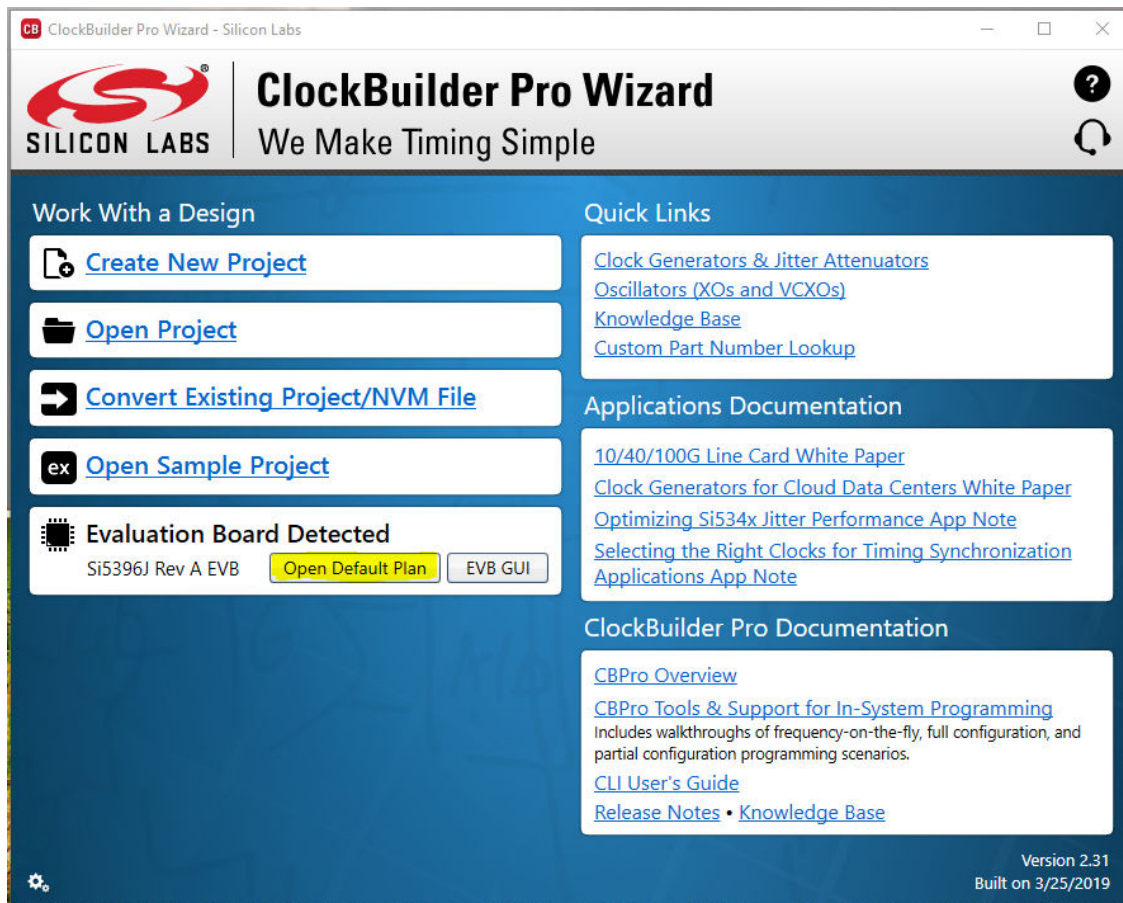 CB ClockBuilder Pro Wizard - Silicon Labs
SILICON LABS®
ClockBuilder Pro Wizard
We Make Timing Simple
?
Work With a Design
Create New Project
Open Project
Convert Existing Project/NVM File
ex Open Sample Project
Evaluation Board Detected
Si5396J Rev A EVB Open Default Plan EVB GUI
Quick Links
Clock Generators & Jitter Attenuators
Oscillators (XOs and VCXOs)
Knowledge Base
Custom Part Number Lookup
Applications Documentation
10/40/100G Line Card White Paper
Clock Generators for Cloud Data Centers White Paper
Optimizing Si534x Jitter Performance App Note
Selecting the Right Clocks for Timing Synchronization
Applications App Note
ClockBuilder Pro Documentation
CBPro Overview
CBPro Tools & Support for In-System Programming
Includes walkthroughs of frequency-on-the-fly, full configuration, and
partial configuration programming scenarios.
CLI User's Guide
Release Notes • Knowledge Base
Version 2.31
Built on 3/25/2019